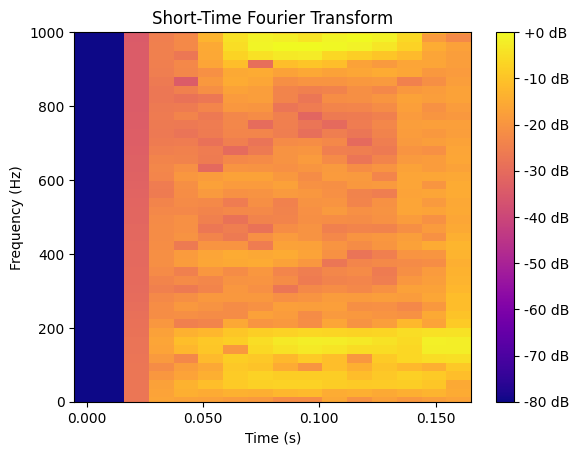 Short-Time Fourier Transform
Frequency (Hz)
1000
800
600
400
200
0
0.000 0.050 0.100 0.150
Time (s)
+0 dB
-10 dB
-20 dB
-30 dB
-40 dB
-50 dB
-60 dB
-70 dB
-80 dB